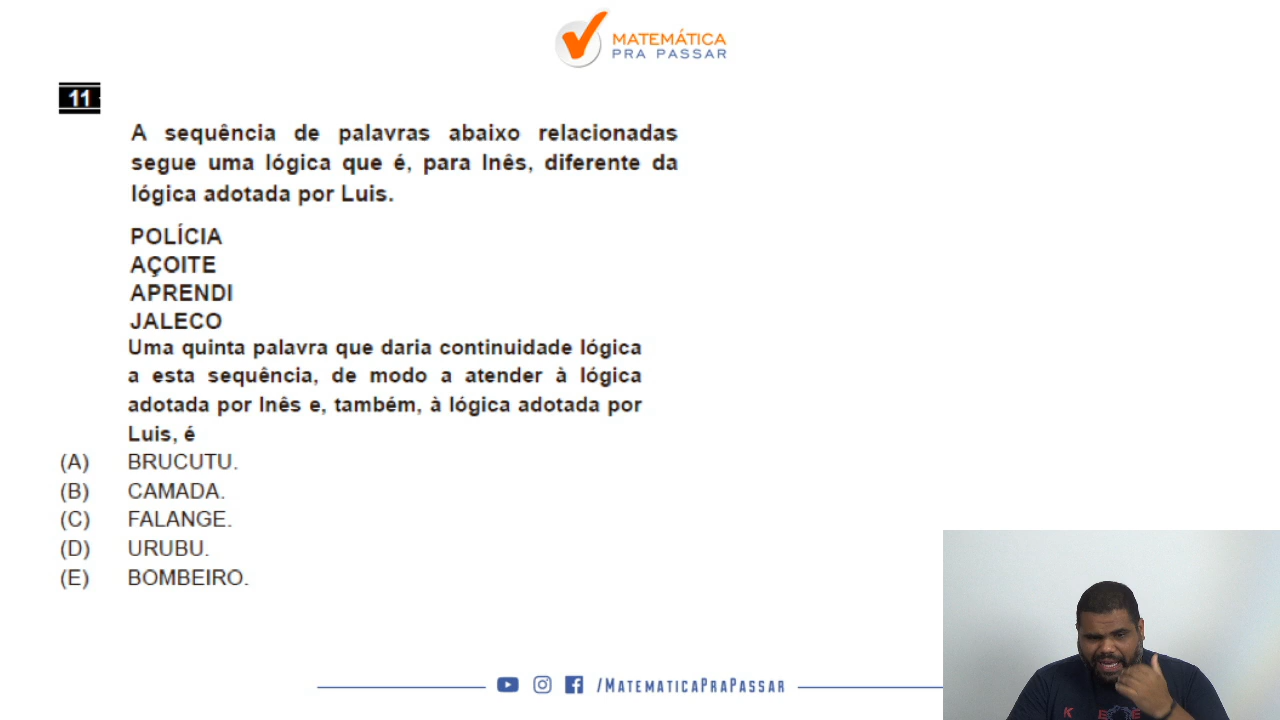 MATEMÁTICA
PRA PASSAR
11
A sequência de palavras abaixo relacionadas
segue uma lógica que é, para Inês, diferente da
lógica adotada por Luis.
POLÍCIA
AÇOITE
APRENDI
JALECO
Uma quinta palavra que daria continuidade lógica
a esta sequência, de modo a atender à lógica
adotada por Inês e, também, à lógica adotada por
Luis, é
(A) BRUCUTU.
(B) CAMADA.
(C) FALANGE.
(D) URUBU.
(E) BOMBEIRO.
/MATEMATICAPRAPASSAR